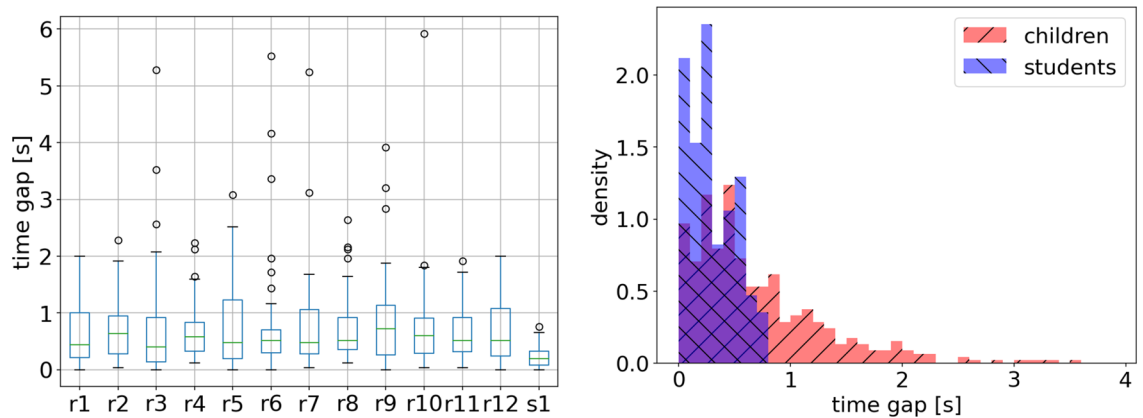 time gap [s]
6
5
4
3
2
1
0
r1 r2 r3 r4 r5 r6 r7 r8 r9 r10 r11 r12 s1
children
students
density
2.0
1.5
1.0
0.5
0.0
0 1 2 3 4
time gap [s]